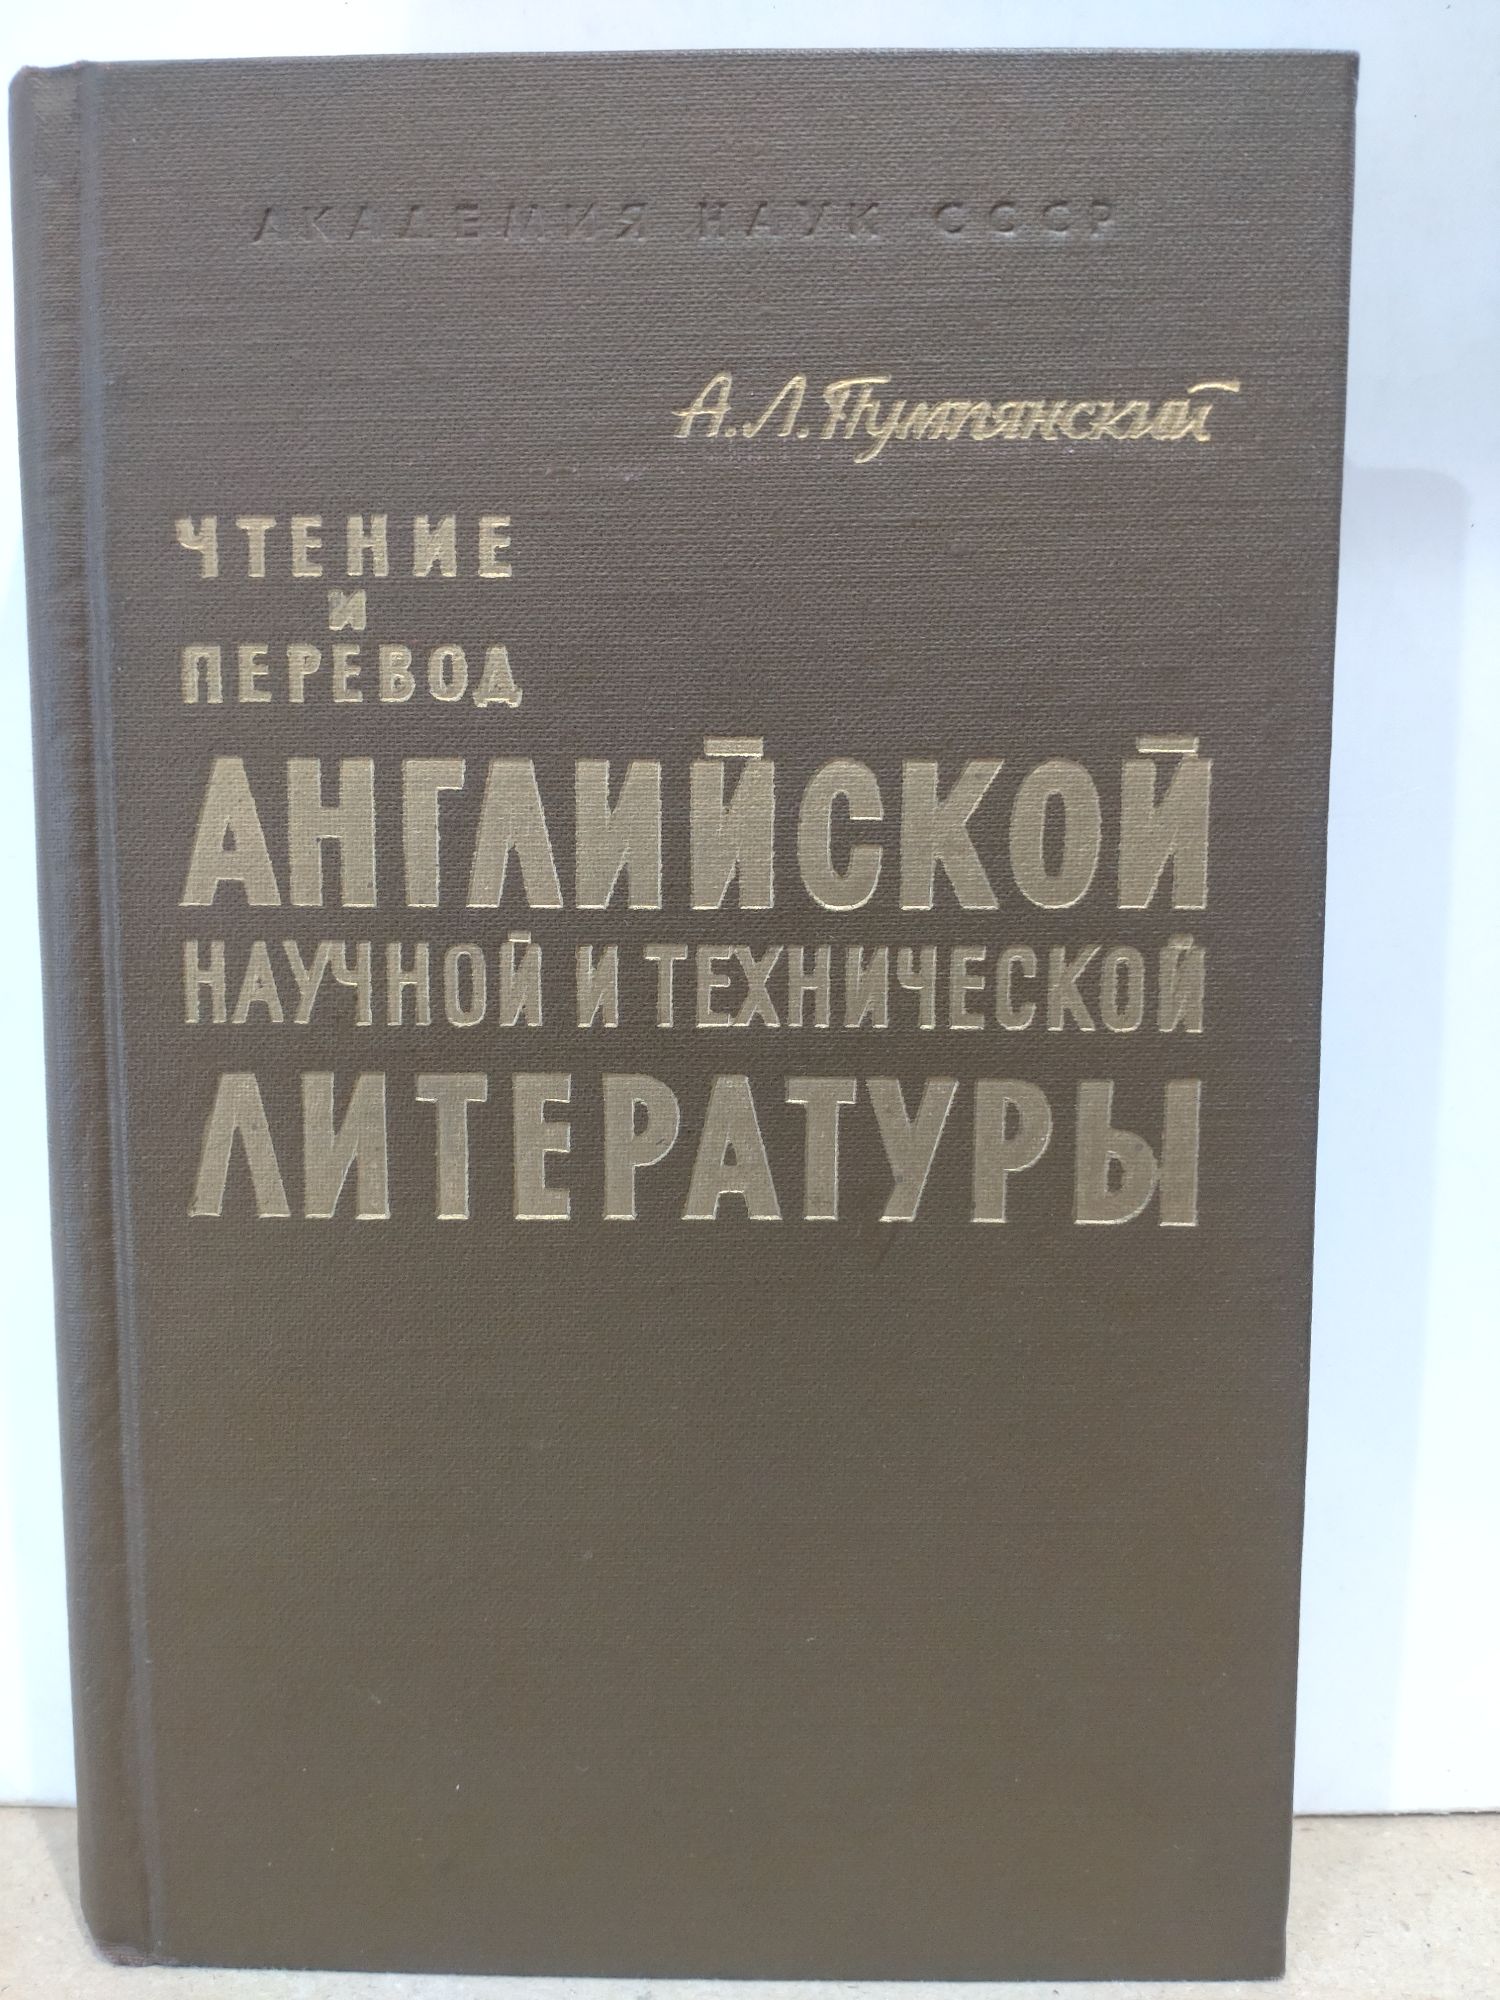 АКАДЕМИЯ НАУК СССР
А.Л.Пумпянский
ЧТЕНИЕ
И
ПЕРЕВОД
АНГЛИЙСКОЙ
НАУЧНОЙ И ТЕХНИЧЕСКОЙ
ЛИТЕРАТУРЫ